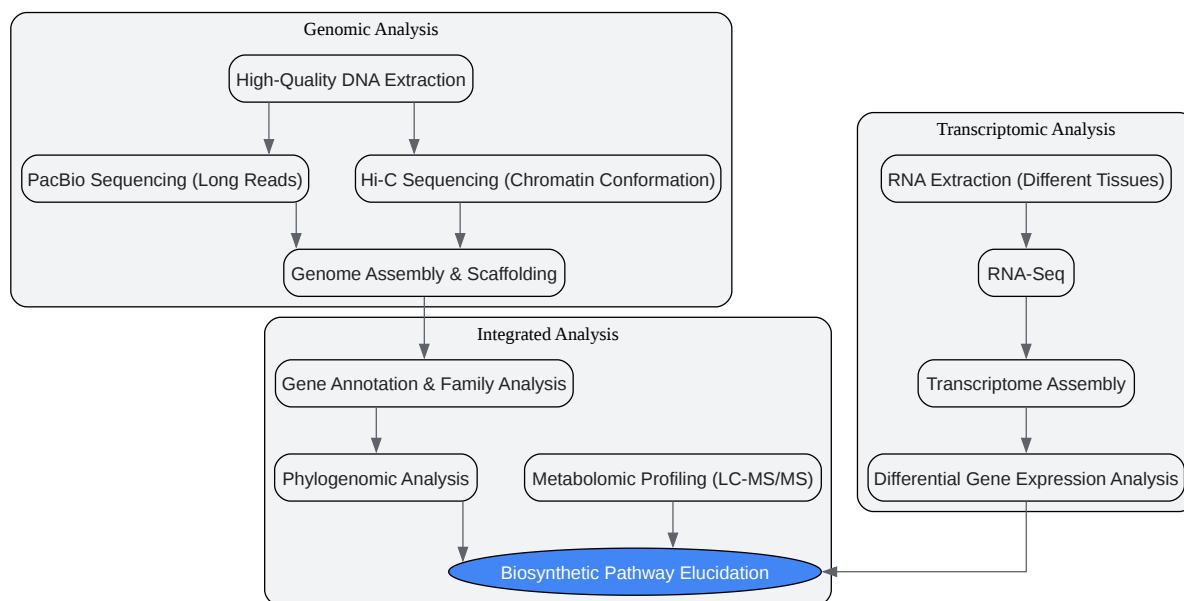 Genomic Analysis
High-Quality DNA Extraction
PacBio Sequencing (Long Reads)
Hi-C Sequencing (Chromatin Conformation)
Genome Assembly & Scaffolding
Transcriptomic Analysis
RNA Extraction (Different Tissues)
RNA-Seq
Transcriptome Assembly
Differential Gene Expression Analysis
Integrated Analysis
Gene Annotation & Family Analysis
Phylogenomic Analysis
Metabolomic Profiling (LC-MS/MS)
Biosynthetic Pathway Elucidation